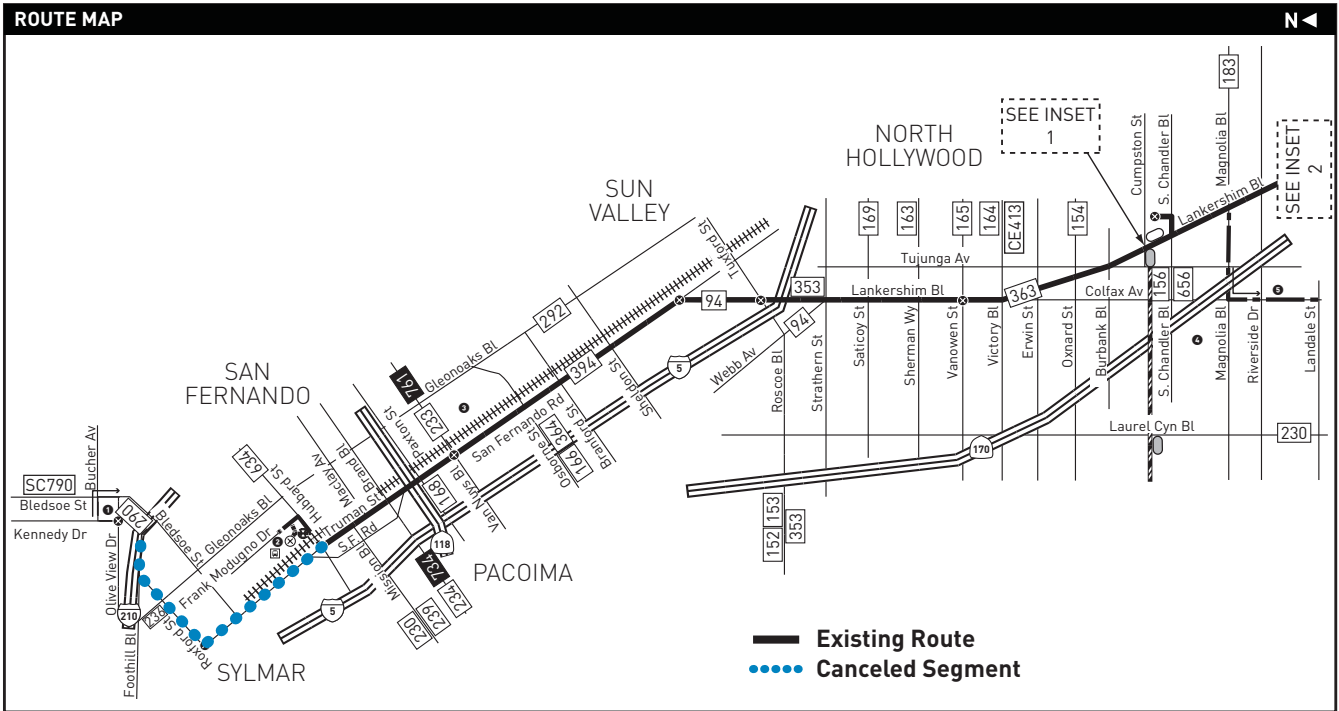 ROUTE MAP
N
183
SEE INSET
1
NORTH
HOLLYWOOD
Cumpston St
S. Chandler Bl
Magnolia Bl
SEE INSET
2
Lankershim Bl
SUN
VALLEY
Tuxford St
169
163
165
164
CE413
154
Tujunga Av
353
Lankershim Bl
94
363
Colfax Av
156
656
5
292
94
Webb Av
5
Roscoe Bl
Strathern St
Saticoy St
Sherman Wy
Vanowen St
Victory Bl
Erwin St
Oxnard St
Burbank Bl
S. Chandler Bl
4
Magnolia Bl
Riverside Dr
Landale St
Gleonoaks Bl
394
Sheldon St
SAN
FERNANDO
761
233
3
Paxton St
Brand Bl
Maclay Av
San Fernando Rd
Branford St
364
166
Osborne St
Laurel Cyn Bl
230
170
634
Hubbard St
Truman St
168
Van Nuys Bl
S.F. Rd
SC790
Bucher Av
Bledsoe St
1
290
Kennedy Dr
Bledsoe St
Gleonoaks Bl
Frank Modugno Dr
2
118
152
153
353
Olive View Dr
210
236
Foothill Bl
Roxford St
5
Mission Bl
734
234
239
230
PACOIMA
SYLMAR
Existing Route
Canceled Segment